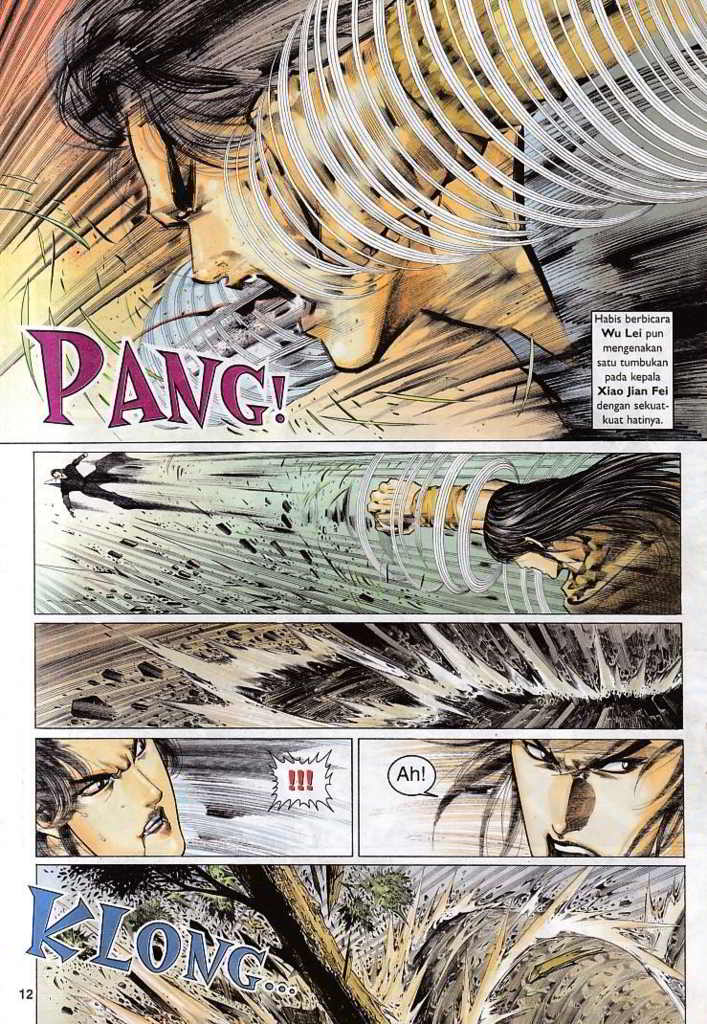 PANG!
Habis berbicara
Wu Lei pun
mengenakan
satu tumbukan
pada kepala
Xiao Jian Fei
dengan sekuat-
kuat hatinya.
!!!
Ah!
KLONG...
12